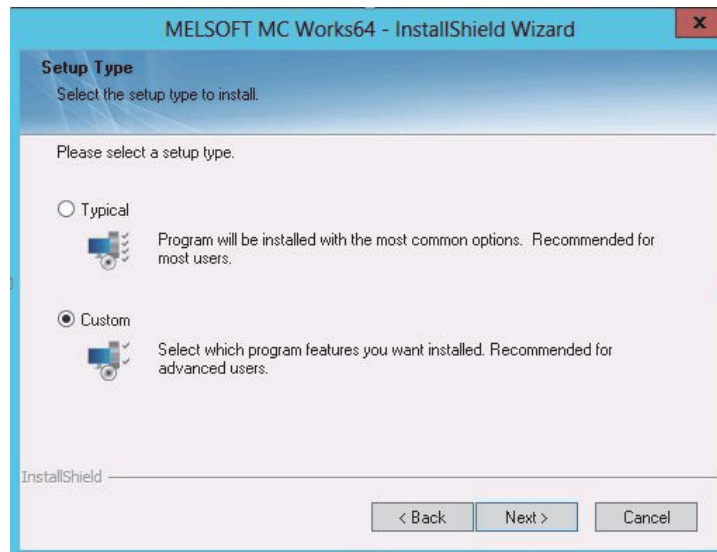 MELSOFT MC Works64 - InstallShield Wizard
x
Setup Type
Select the setup type to install.
Please select a setup type.
Typical
Program will be installed with the most common options.  Recommended for
most users.
Custom
Select which program features you want installed. Recommended for
advanced users.
InstallShield
< Back
Next >
Cancel